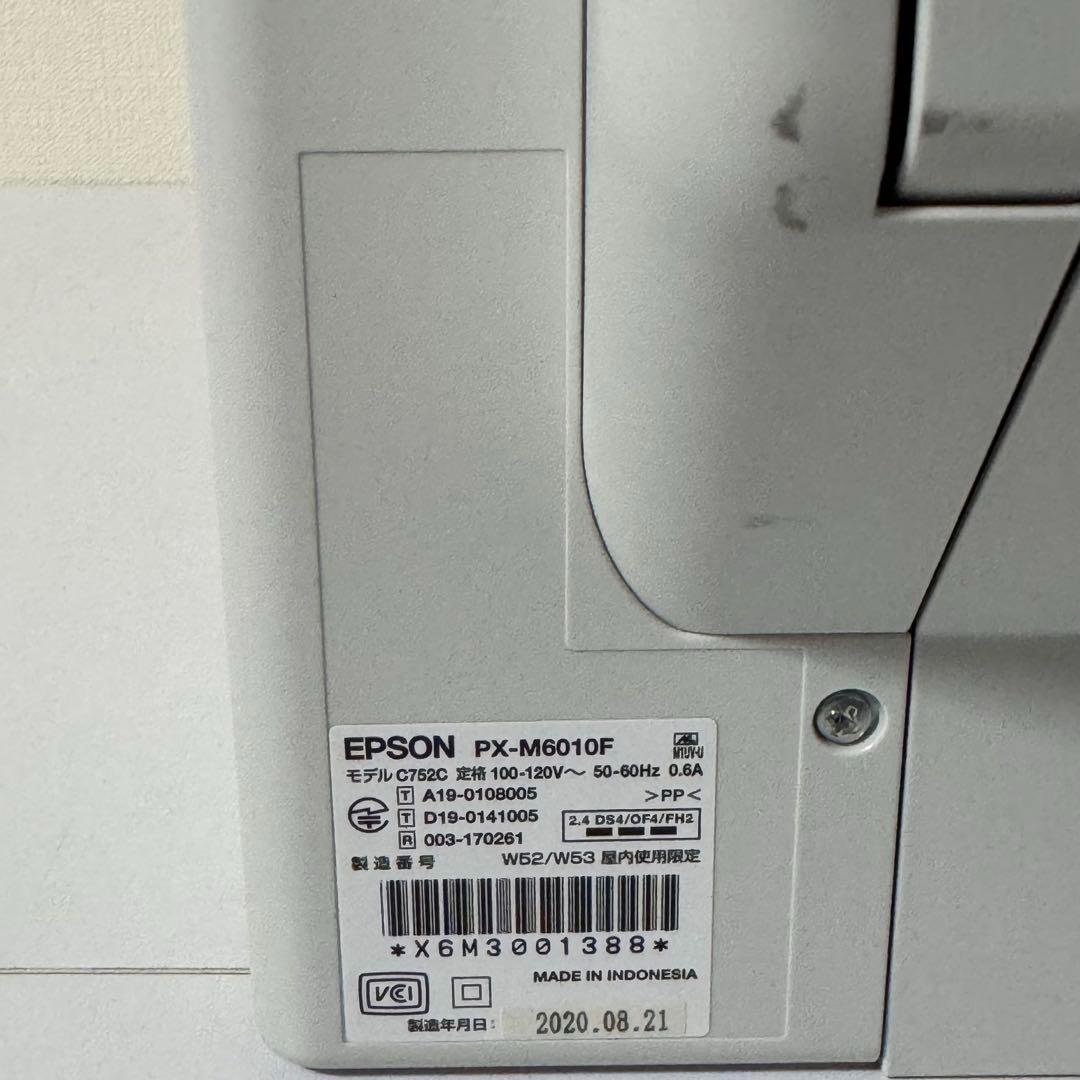 EPSON PX-M6010F
M1UV-U
モデル C752C 定格 100-120V～ 50-60Hz 0.6A
T A19-0108005 >PP<
T D19-0141005
2.4 DS4/OF4/FH2
R 003-170261
製造番号 W52/W53 屋内使用限定
*X6M3001388*
MADE IN INDONESIA
VCCI
製造年月日: 2020.08.21